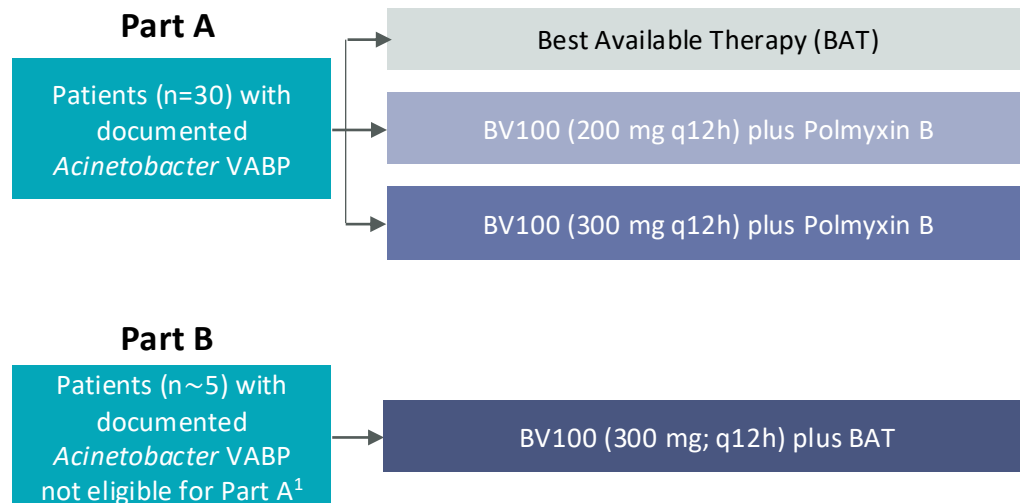 Part A
Patients (n=30) with
documented
Acinetobacter VABP
Best Available Therapy (BAT)
BV100 (200 mg q12h) plus Polmyxin B
BV100 (300 mg q12h) plus Polmyxin B
Part B
Patients (n~5) with
documented
Acinetobacter VABP
not eligible for Part A¹
BV100 (300 mg; q12h) plus BAT